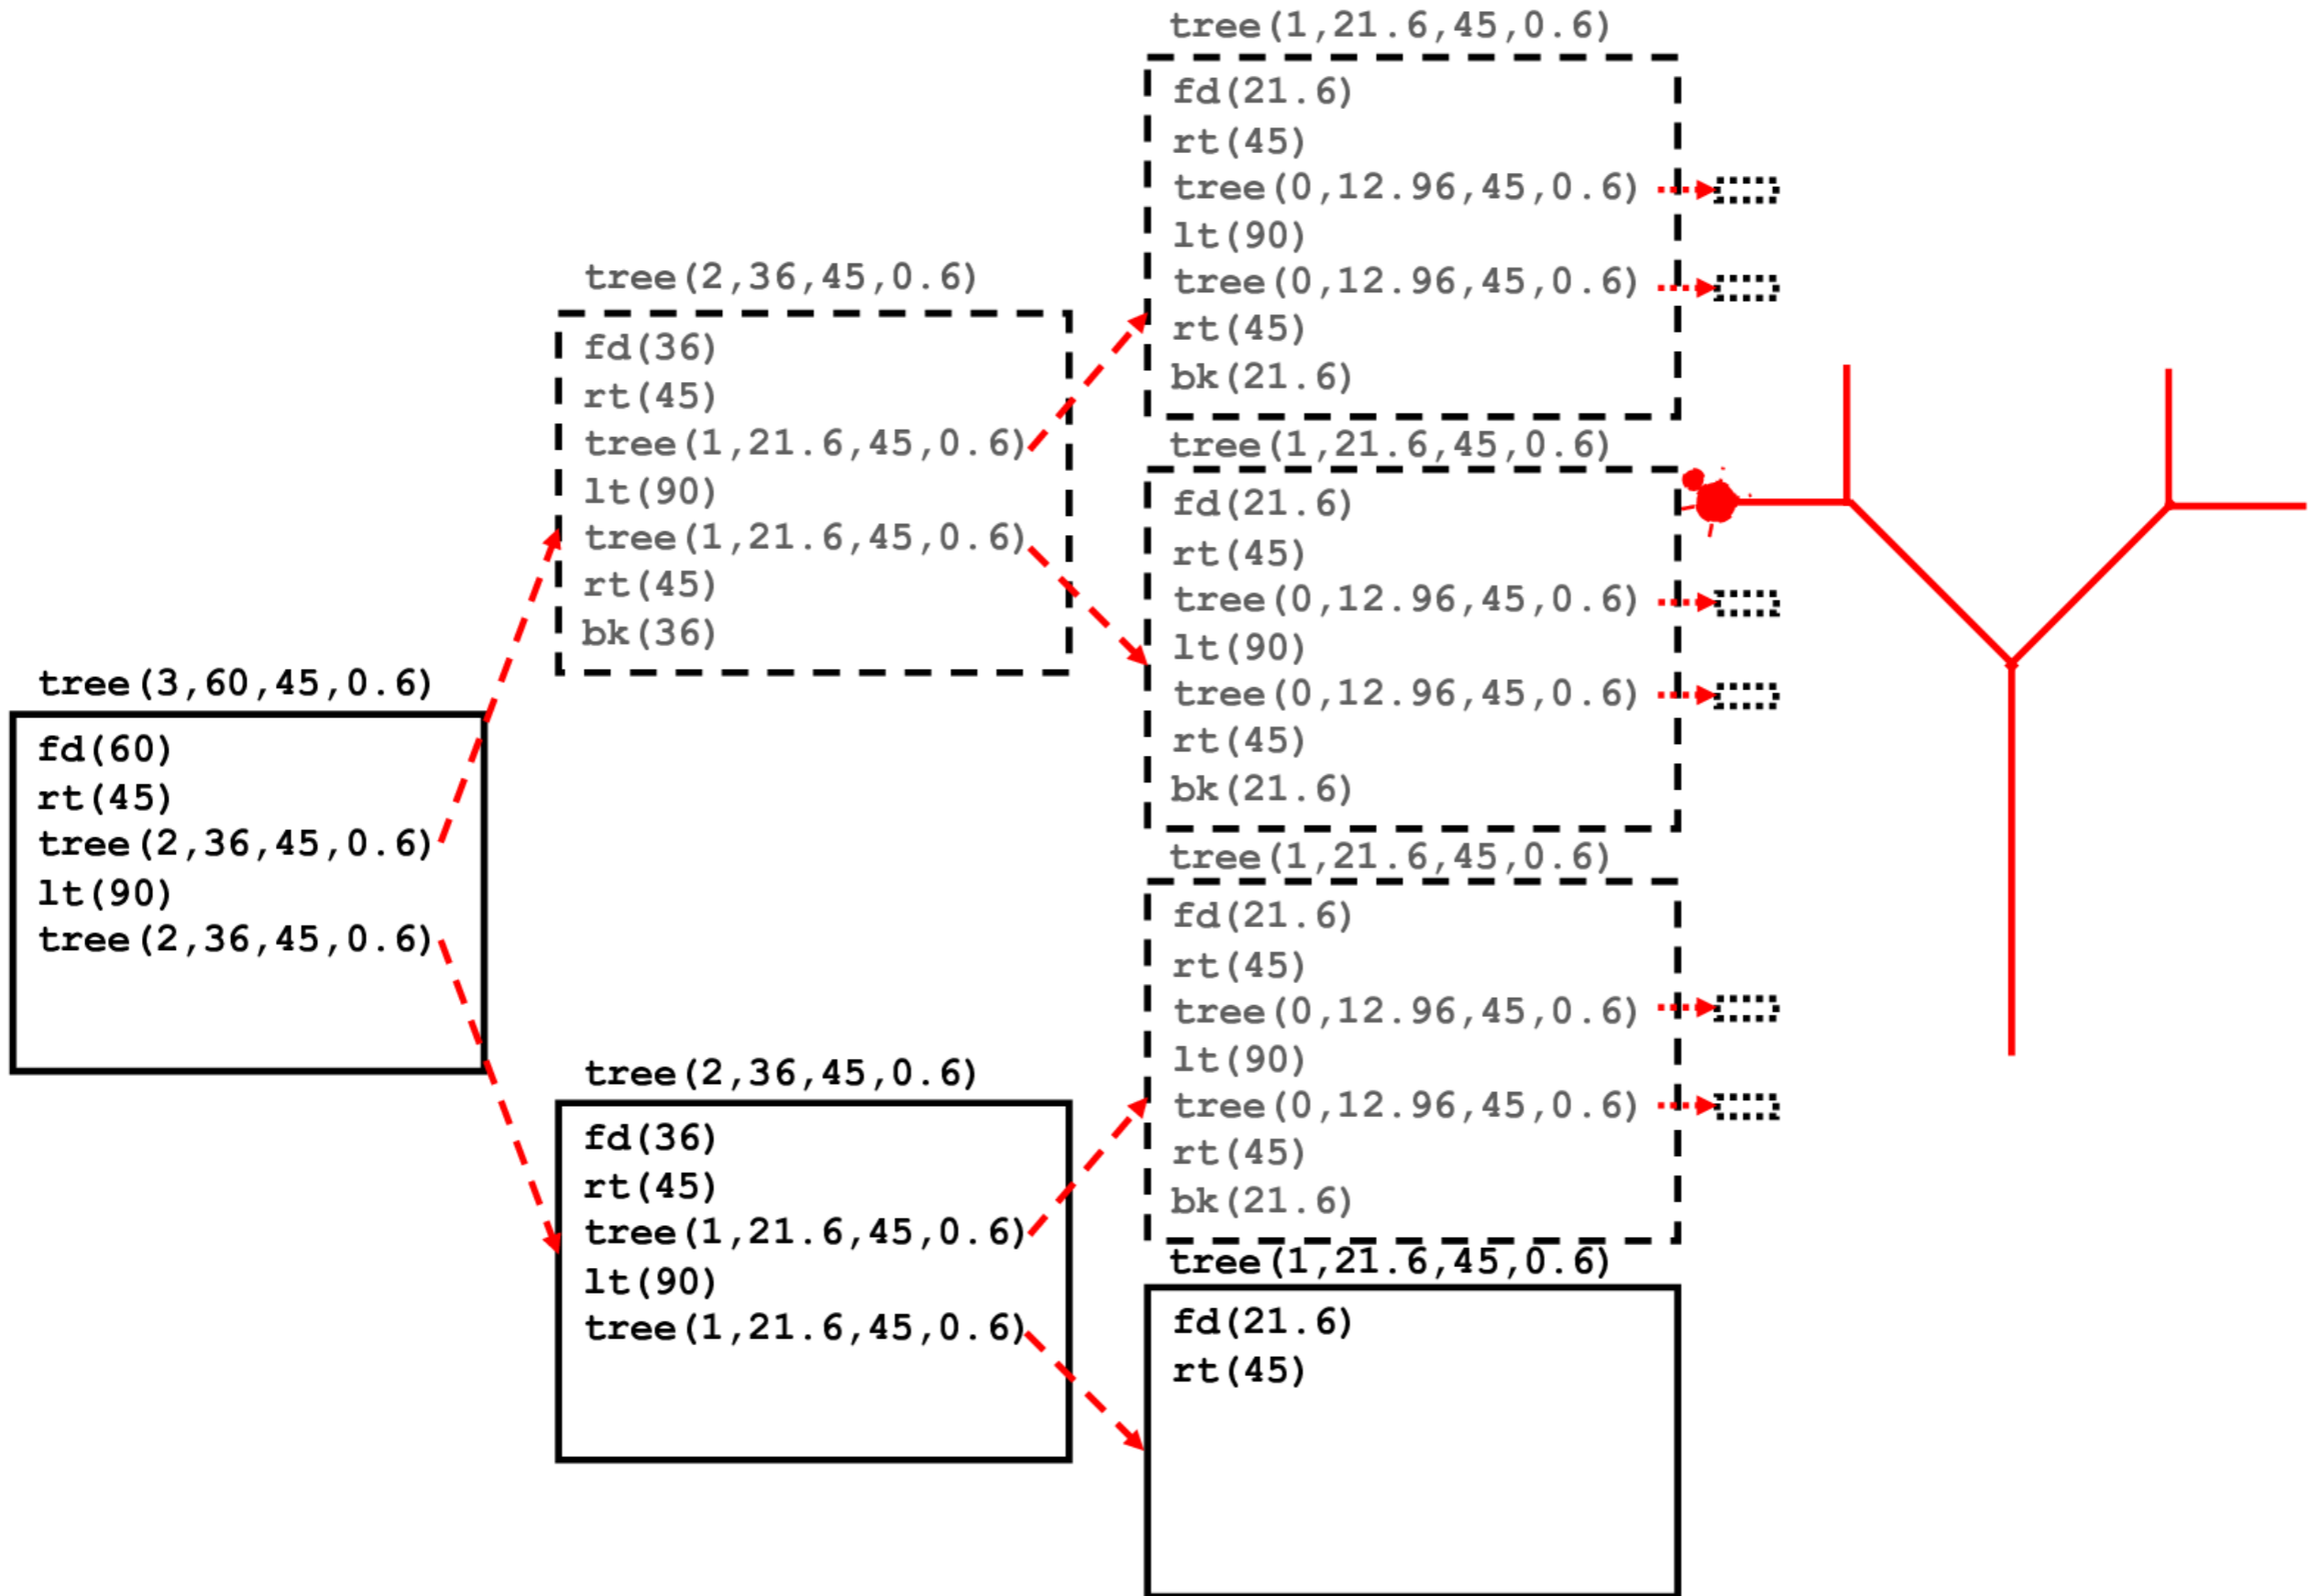 tree(3,60,45,0.6)
fd(60)
rt(45)
tree(2,36,45,0.6)
lt(90)
tree(2,36,45,0.6)
tree(2,36,45,0.6)
fd(36)
rt(45)
tree(1,21.6,45,0.6)
lt(90)
tree(1,21.6,45,0.6)
rt(45)
bk(36)
tree(2,36,45,0.6)
fd(36)
rt(45)
tree(1,21.6,45,0.6)
lt(90)
tree(1,21.6,45,0.6)
tree(1,21.6,45,0.6)
fd(21.6)
rt(45)
tree(0,12.96,45,0.6)
lt(90)
tree(0,12.96,45,0.6)
rt(45)
bk(21.6)
tree(1,21.6,45,0.6)
fd(21.6)
rt(45)
tree(0,12.96,45,0.6)
lt(90)
tree(0,12.96,45,0.6)
rt(45)
bk(21.6)
tree(1,21.6,45,0.6)
fd(21.6)
rt(45)
tree(0,12.96,45,0.6)
lt(90)
tree(0,12.96,45,0.6)
rt(45)
bk(21.6)
tree(1,21.6,45,0.6)
fd(21.6)
rt(45)